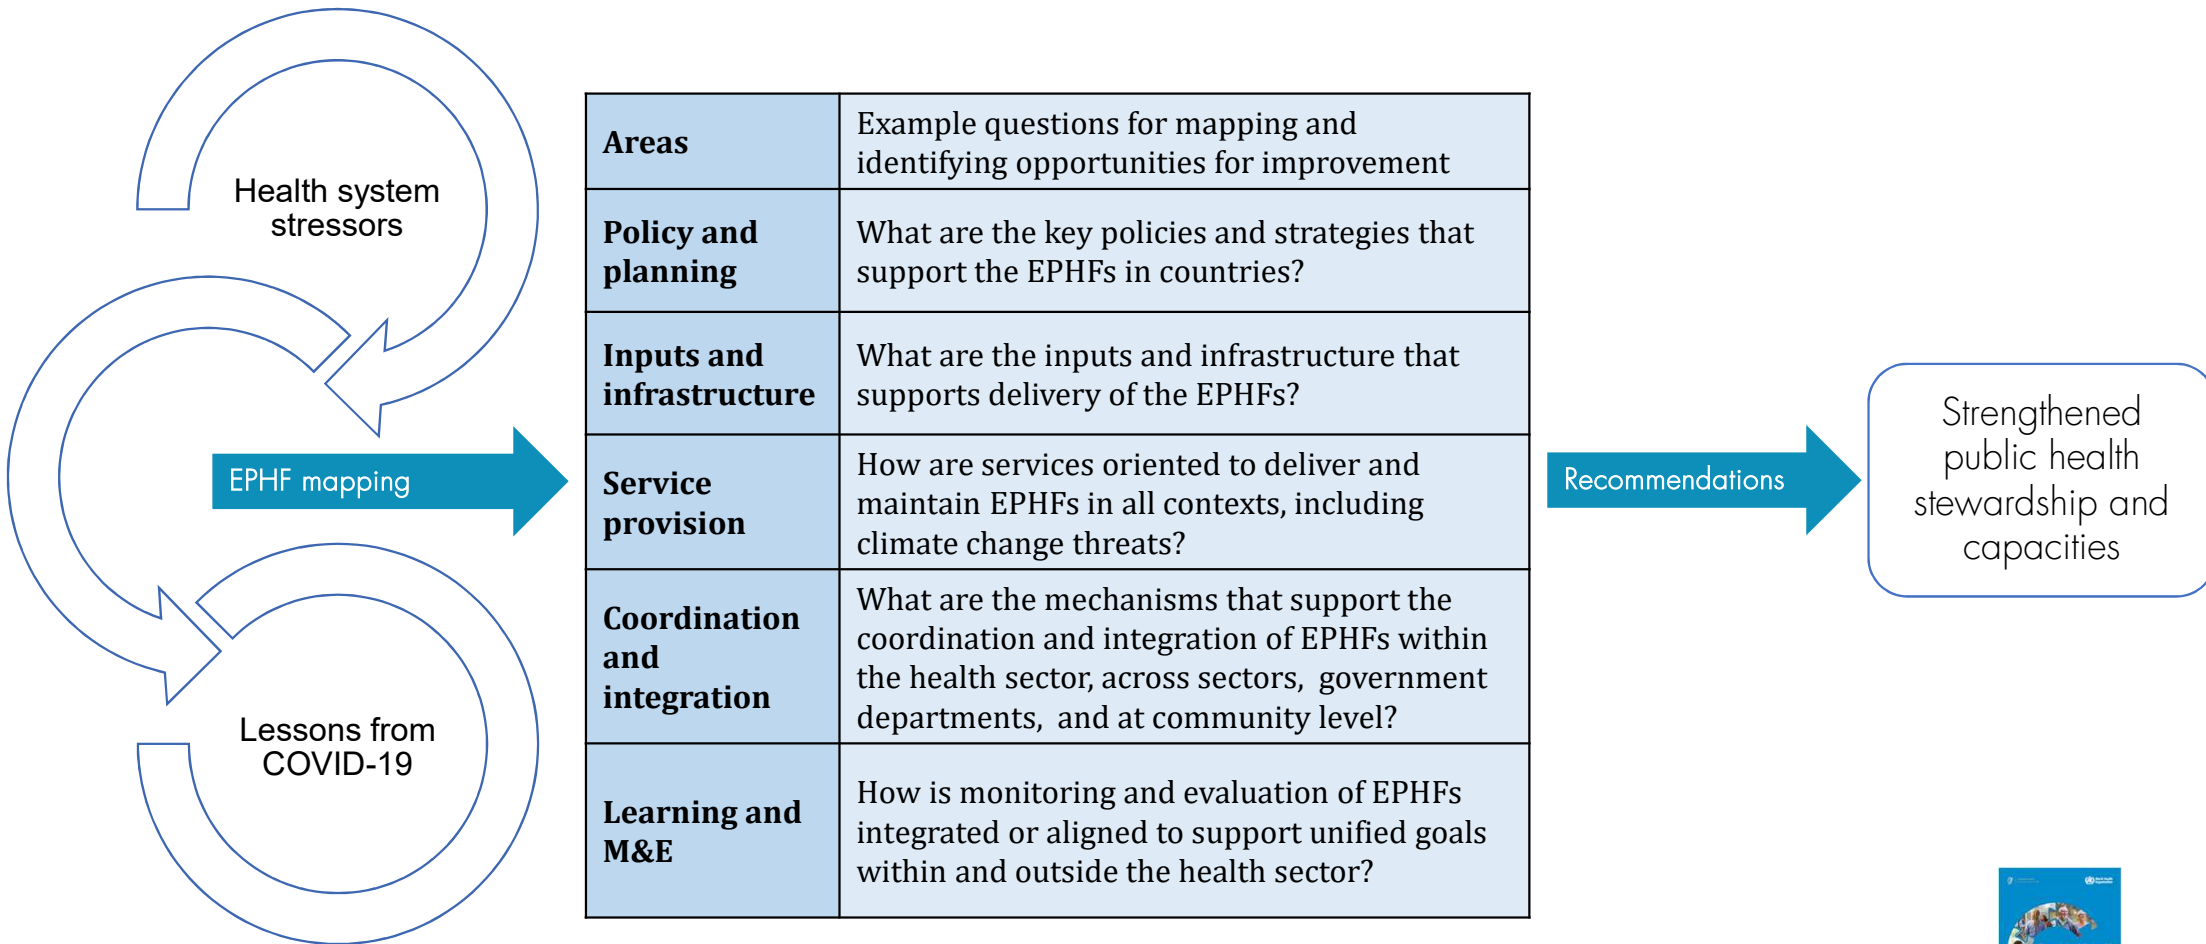 Health system
stressors
EPHF mapping
Lessons from
COVID-19
Areas
Example questions for mapping and
identifying opportunities for improvement
Policy and
planning
What are the key policies and strategies that
support the EPHFs in countries?
Inputs and
infrastructure
What are the inputs and infrastructure that
supports delivery of the EPHFs?
Service
provision
How are services oriented to deliver and
maintain EPHFs in all contexts, including
climate change threats?
Coordination
and
integration
What are the mechanisms that support the
coordination and integration of EPHFs within
the health sector, across sectors, government
departments, and at community level?
Learning and
M&E
How is monitoring and evaluation of EPHFs
integrated or aligned to support unified goals
within and outside the health sector?
Recommendations
Strengthened
public health
stewardship and
capacities
World Health
Organization